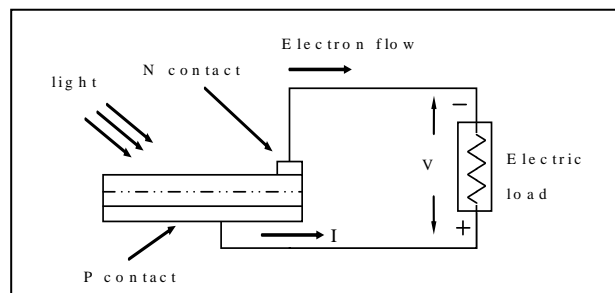 Electron flow
N contact
light
−
V
Electric
load
+
I
P contact